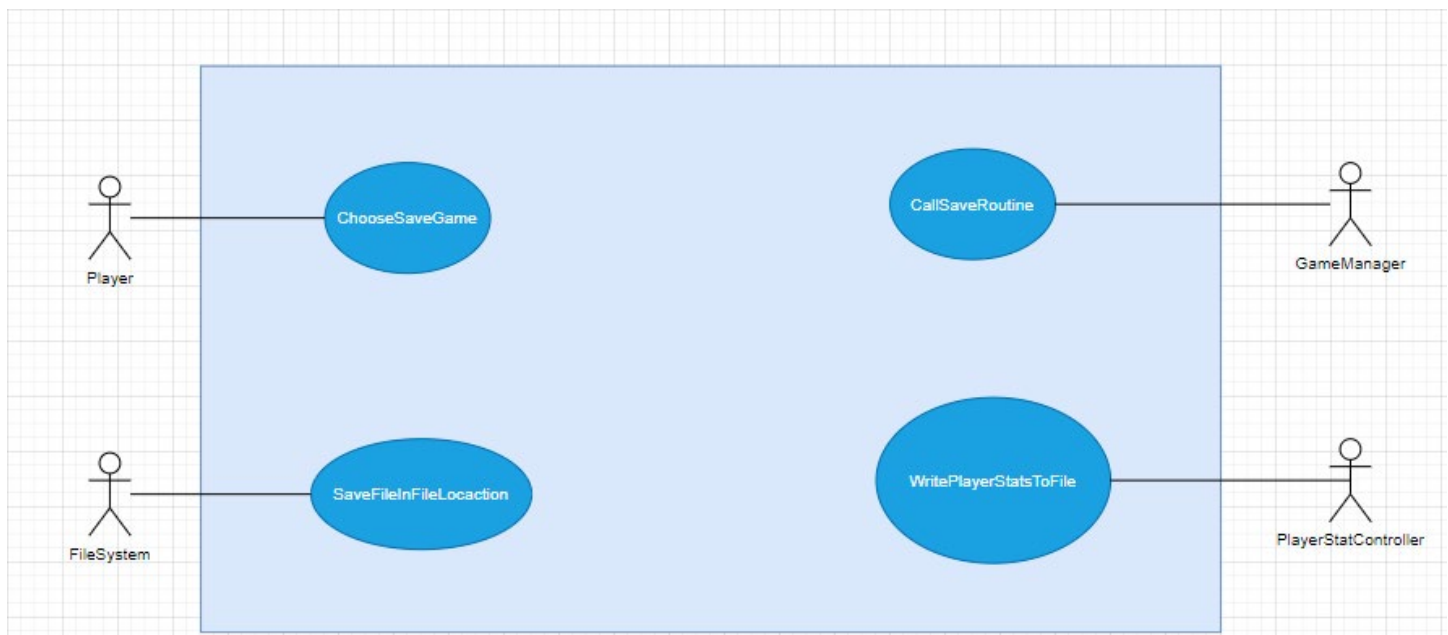 ChooseSaveGame
CallSaveRoutine
Player
GameManager
SaveFileInFileLocaction
WritePlayerStatsToFile
FileSystem
PlayerStatController